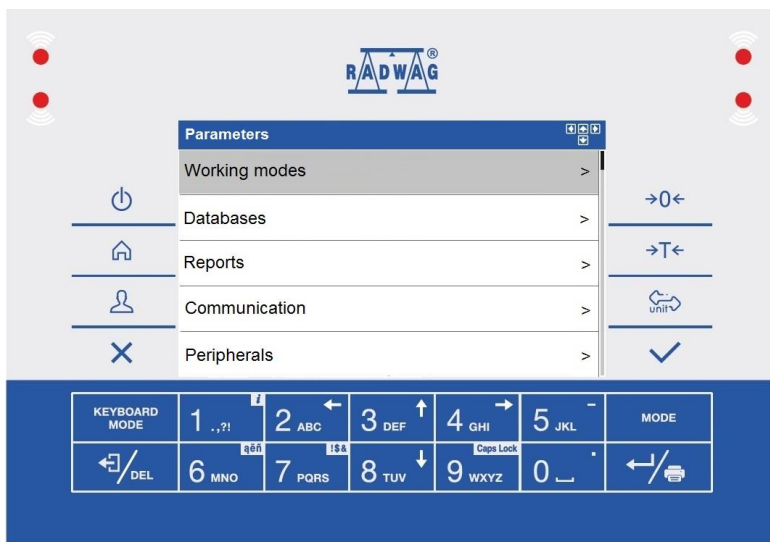 RADWAG®
Parameters
Working modes >
Databases >
Reports >
Communication >
Peripherals >
→0←
→T←
unit
KEYBOARD
MODE
1 .,?! i
2 ABC ←
3 DEF ↑
4 GHI →
5 JKL -
MODE
DEL
6 MNO ąéñ
7 PQRS !$&
8 TUV ↓
9 WXYZ Caps Lock
0 .